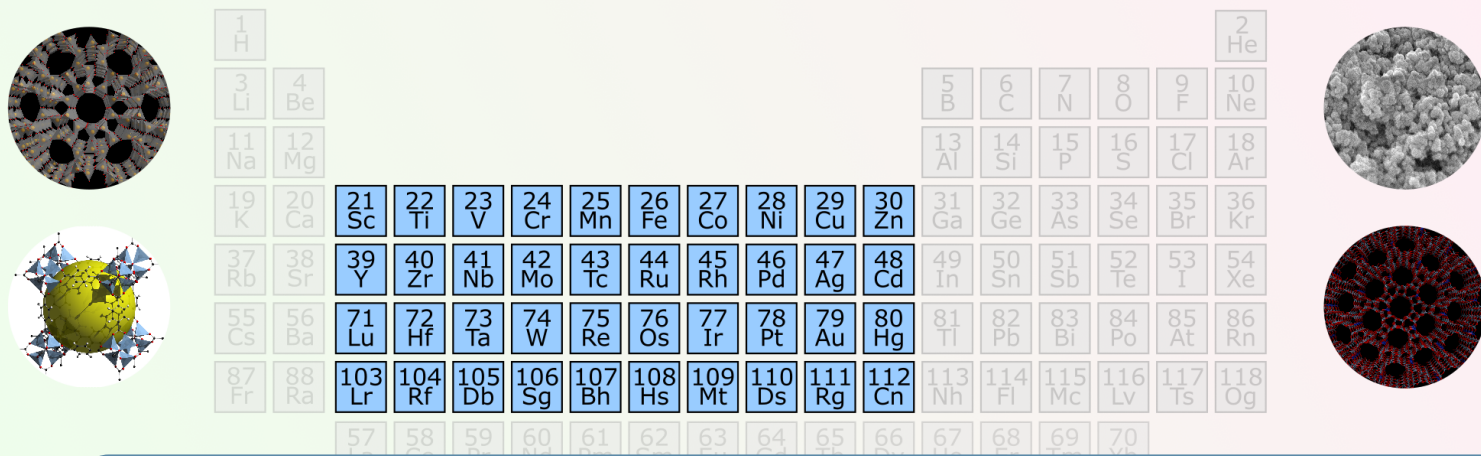 1 2
H He
3 4 5 6 7 8 9 10
Li Be B C N O F Ne
11 12 13 14 15 16 17 18
Na Mg Al Si P S Cl Ar
19 20 21 22 23 24 25 26 27 28 29 30 31 32 33 34 35 36
K Ca Sc Ti V Cr Mn Fe Co Ni Cu Zn Ga Ge As Se Br Kr
37 38 39 40 41 42 43 44 45 46 47 48 49 50 51 52 53 54
Rb Sr Y Zr Nb Mo Tc Ru Rh Pd Ag Cd In Sn Sb Te I Xe
55 56 71 72 73 74 75 76 77 78 79 80 81 82 83 84 85 86
Cs Ba Lu Hf Ta W Re Os Ir Pt Au Hg Tl Pb Bi Po At Rn
87 88 103 104 105 106 107 108 109 110 111 112 113 114 115 116 117 118
Fr Ra Lr Rf Db Sg Bh Hs Mt Ds Rg Cn Nh Fl Mc Lv Ts Og
57 58 59 60 61 62 63 64 65 66 67 68 69 70